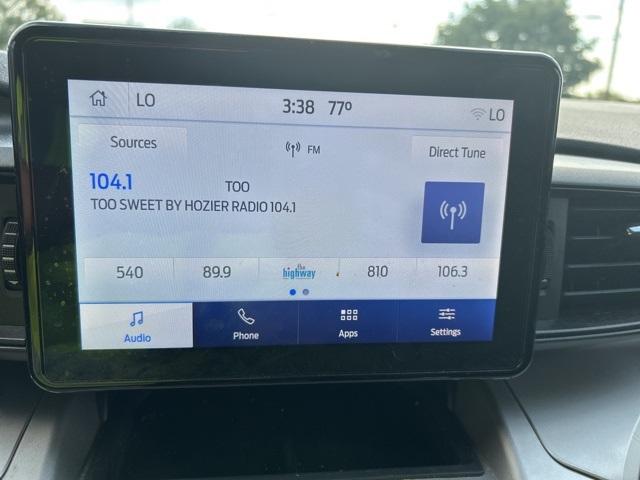 LO 3:38 77° LO
Sources FM Direct Tune
104.1 TOO
TOO SWEET BY HOZIER RADIO 104.1
540 89.9 the highway 810 106.3
Audio Phone Apps Settings